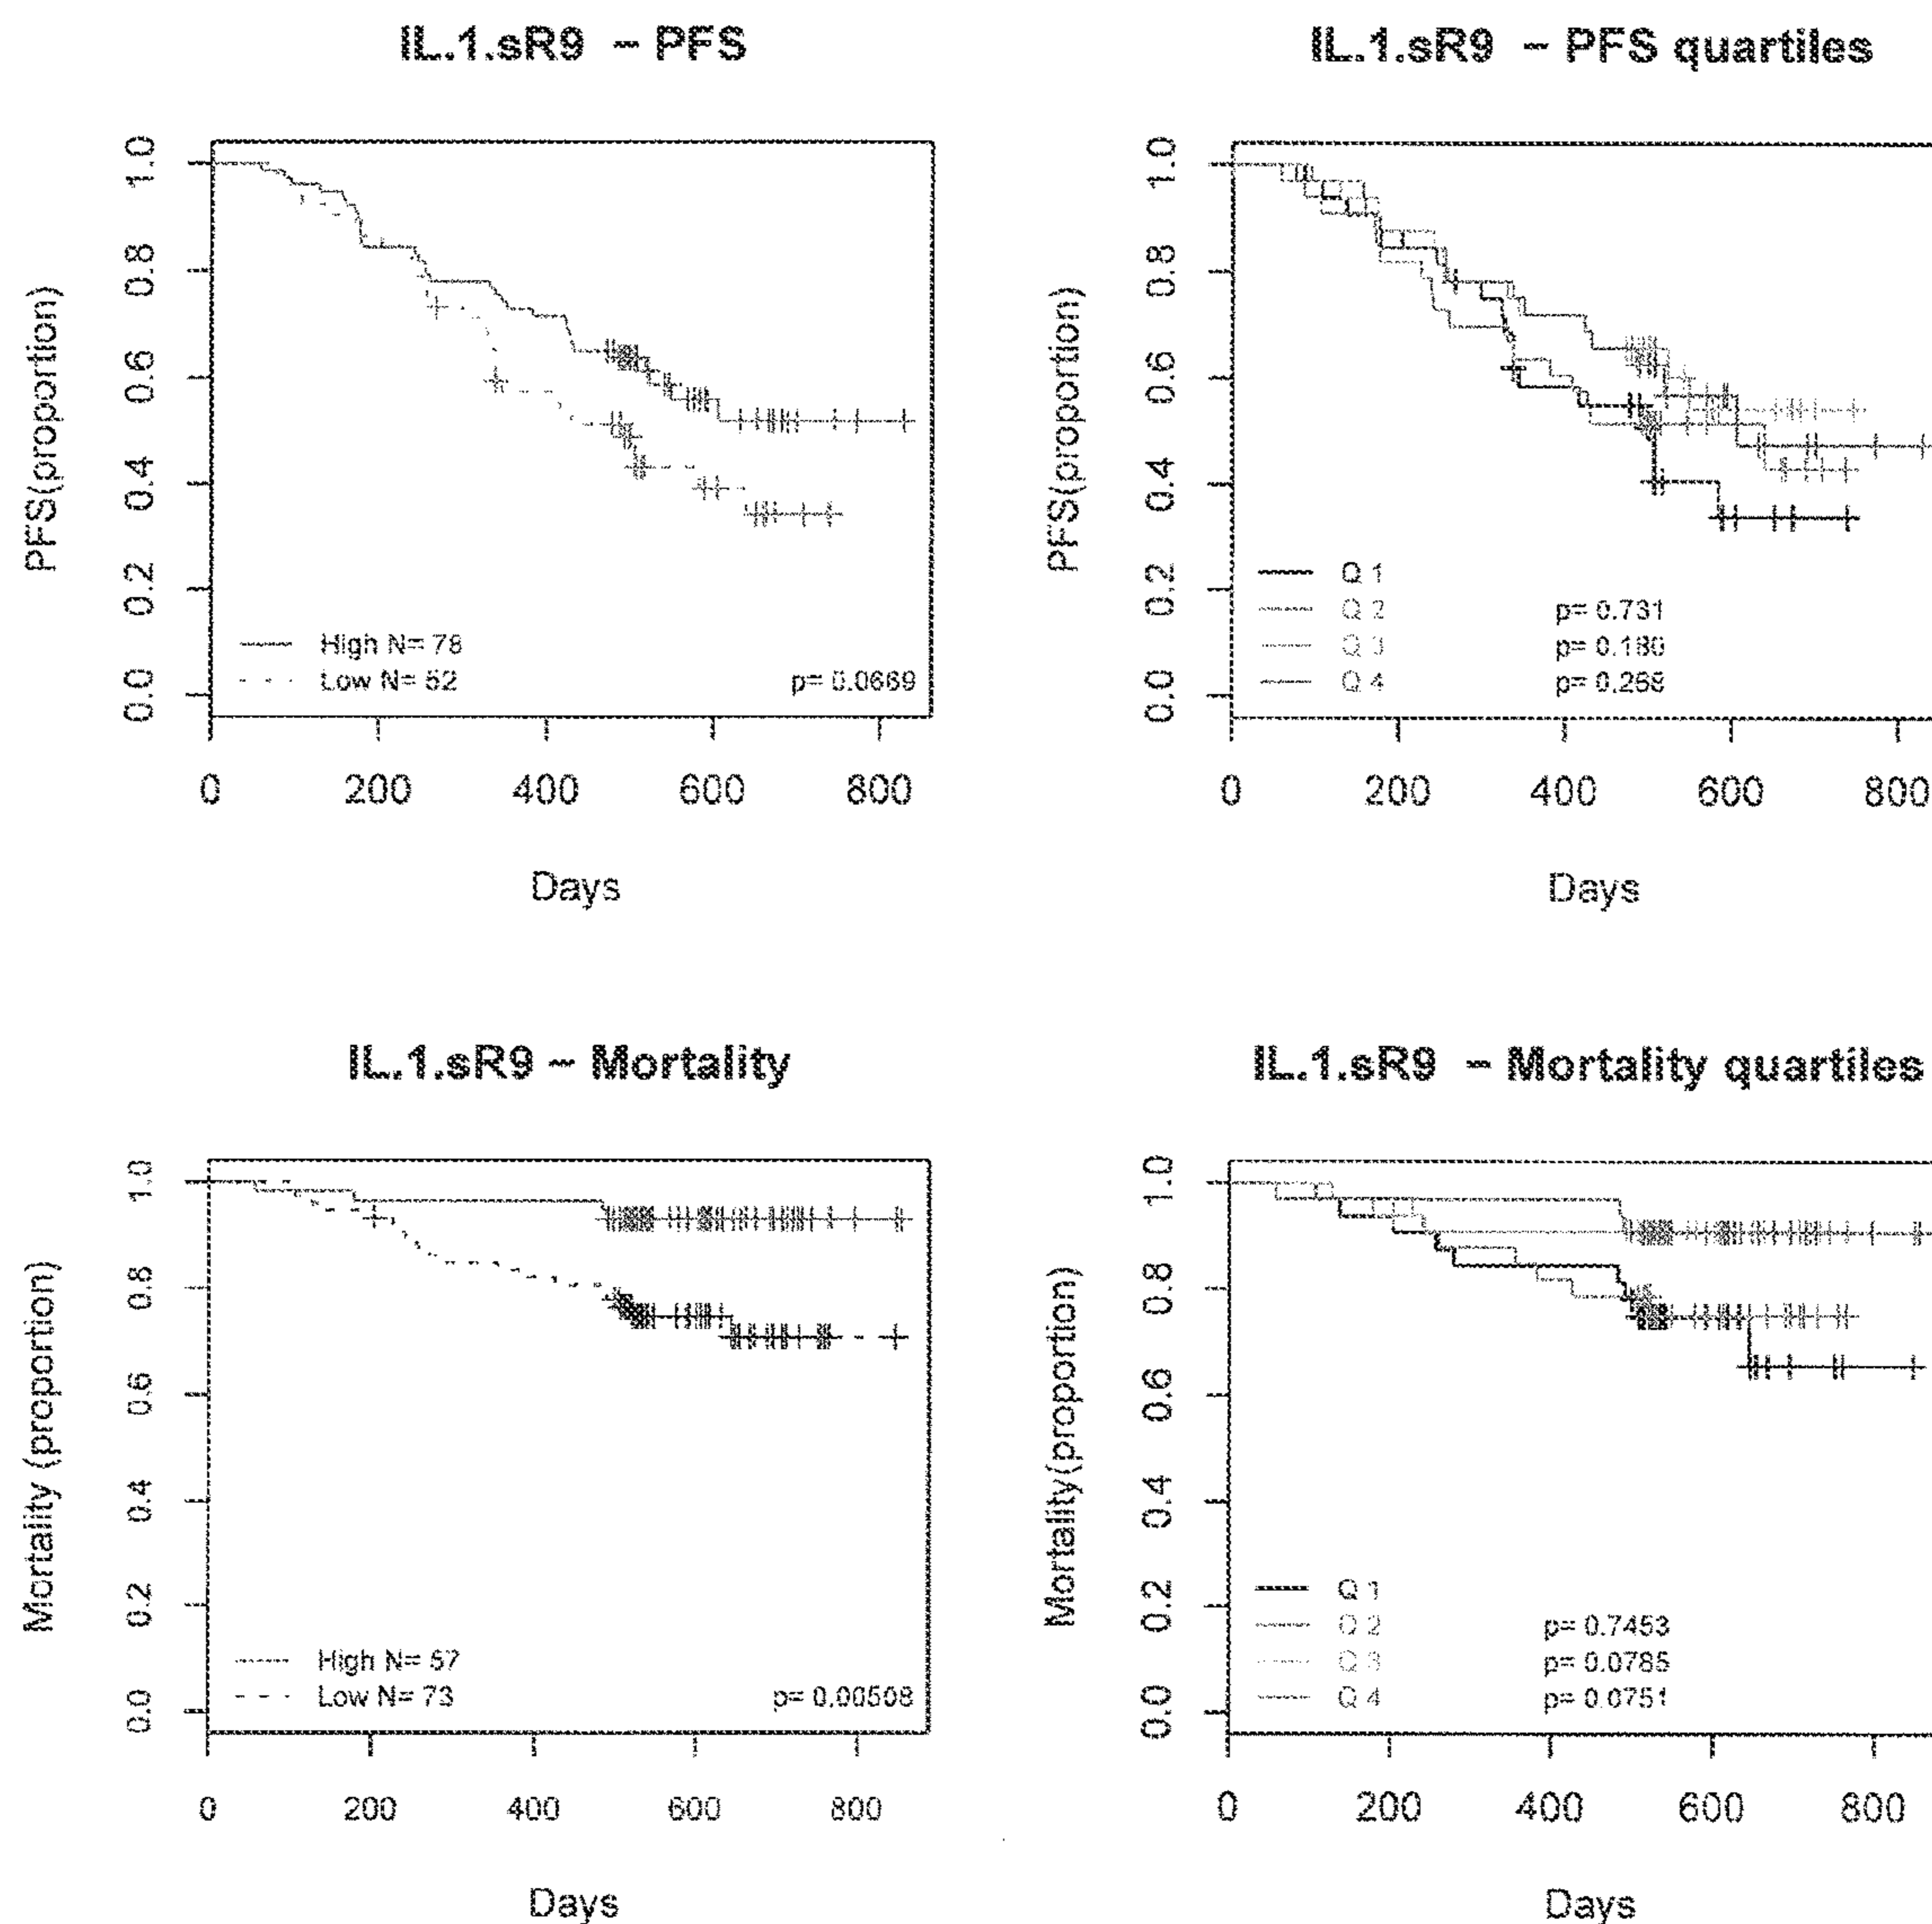 IL.1.sR9 – PFS
PFS(proportion)
1.0
0.8
0.6
0.4
0.2
0.0
High N= 78
Low N= 52
p= 0.0669
0 200 400 600 800
Days
IL.1.sR9 – PFS quartiles
PFS(proportion)
1.0
0.8
0.6
0.4
0.2
0.0
Q 1
Q 2 p= 0.731
Q 3 p= 0.180
Q 4 p= 0.268
0 200 400 600 800
Days
IL.1.sR9 – Mortality
Mortality (proportion)
1.0
0.8
0.6
0.4
0.2
0.0
High N= 57
Low N= 73
p= 0.00508
0 200 400 600 800
Days
IL.1.sR9 – Mortality quartiles
Mortality(proportion)
1.0
0.8
0.6
0.4
0.2
0.0
Q 1
Q 2 p= 0.7453
Q 3 p= 0.0785
Q 4 p= 0.0751
0 200 400 600 800
Days